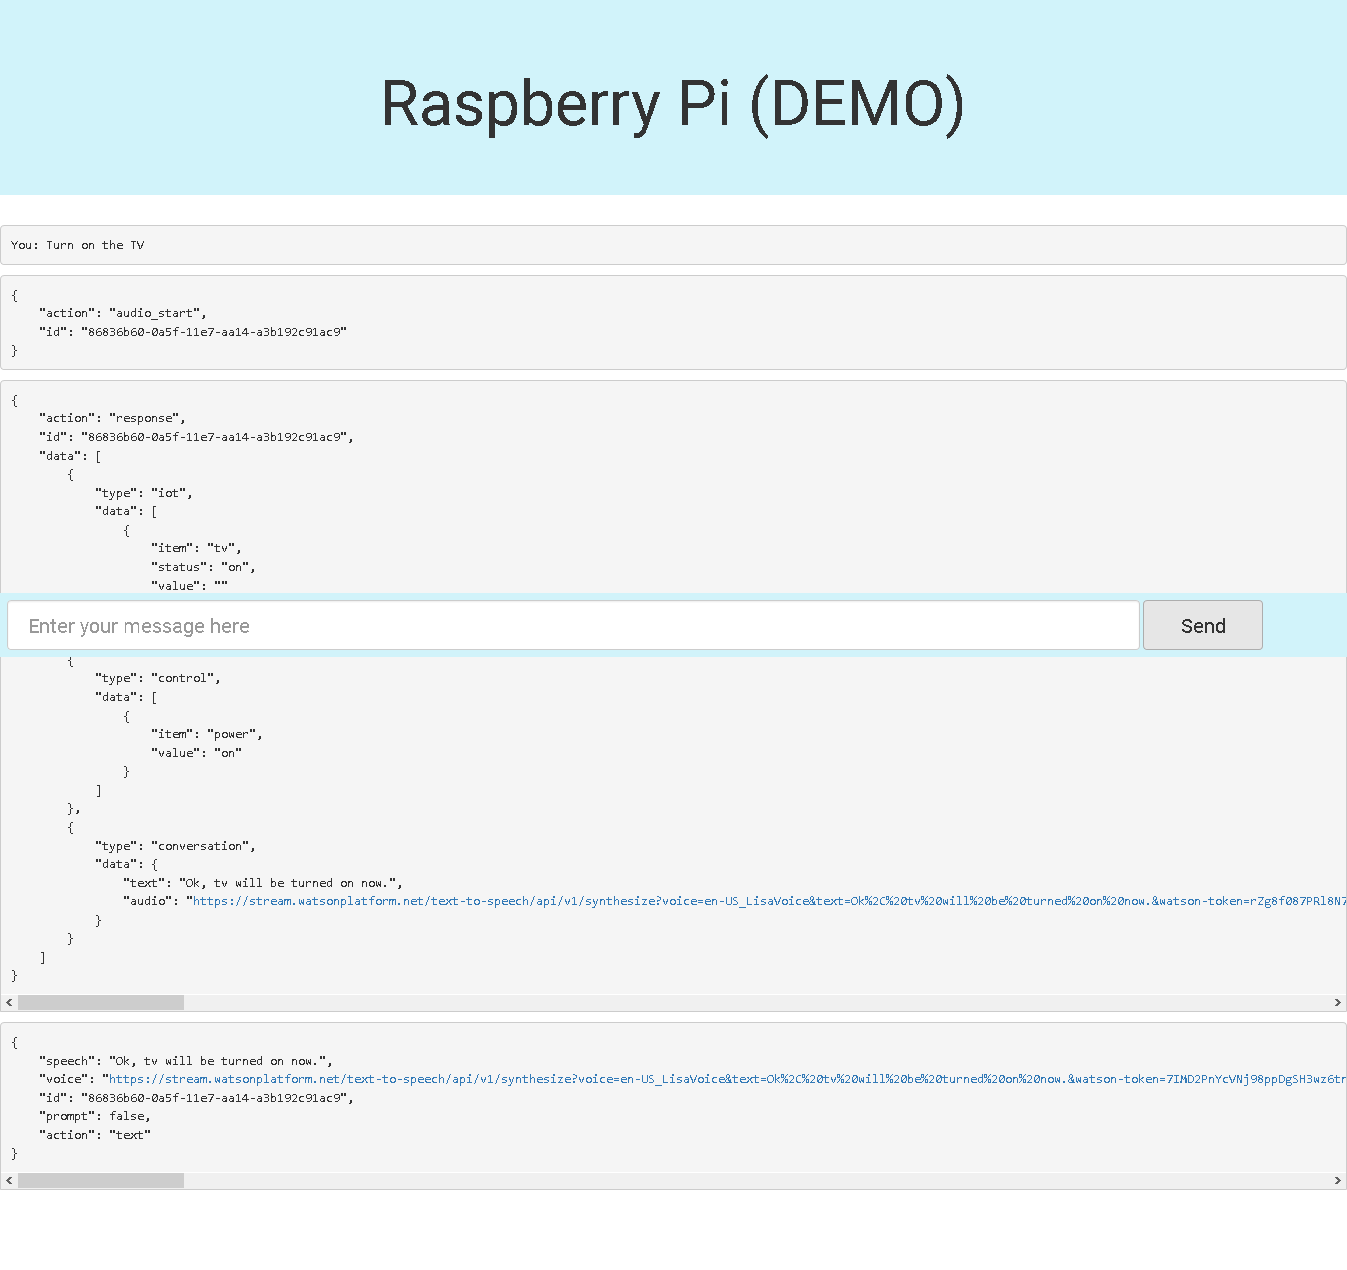 Raspberry Pi (DEMO)
You: Turn on the TV
{
    "action": "audio_start",
    "id": "86836b60-0a5f-11e7-aa14-a3b192c91ac9"
}
{
    "action": "response",
    "id": "86836b60-0a5f-11e7-aa14-a3b192c91ac9",
    "data": [
        {
            "type": "iot",
            "data": [
                {
                    "item": "tv",
                    "status": "on",
                    "value": ""
Enter your message here
Send
        {
            "type": "control",
            "data": [
                {
                    "item": "power",
                    "value": "on"
                }
            ]
        },
        {
            "type": "conversation",
            "data": {
                "text": "Ok, tv will be turned on now.",
                "audio": "https://stream.watsonplatform.net/text-to-speech/api/v1/synthesize?voice=en-US_LisaVoice&text=Ok%2C%20tv%20will%20be%20turned%20on%20now.&watson-token=rZg8f087PRl8N7
            }
        }
    ]
}
{
    "speech": "Ok, tv will be turned on now.",
    "voice": "https://stream.watsonplatform.net/text-to-speech/api/v1/synthesize?voice=en-US_LisaVoice&text=Ok%2C%20tv%20will%20be%20turned%20on%20now.&watson-token=7IMD2PnYcVNj98ppDgSH3wz6tr
    "id": "86836b60-0a5f-11e7-aa14-a3b192c91ac9",
    "prompt": false,
    "action": "text"
}